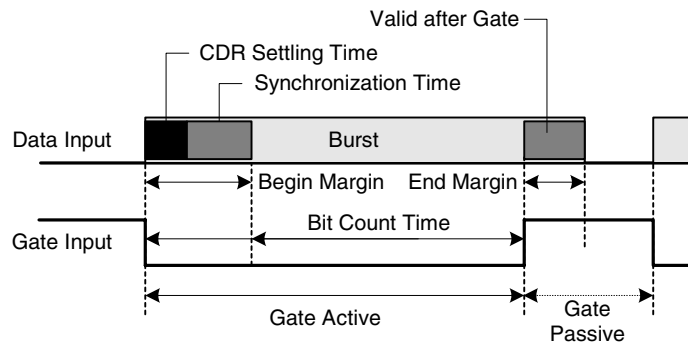 Valid after Gate
CDR Settling Time
Synchronization Time
Data Input
Burst
Begin Margin
End Margin
Bit Count Time
Gate Input
Gate Active
Gate
Passive